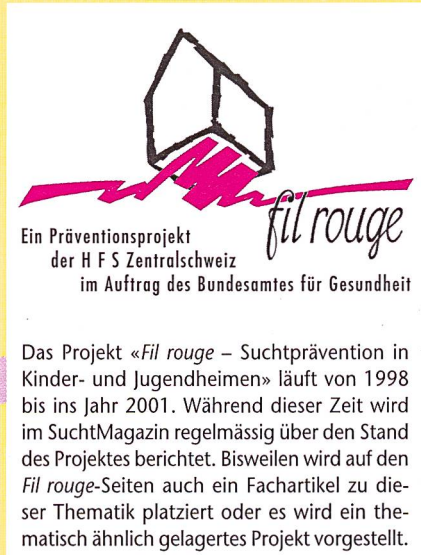 fil rouge
Ein Präventionsprojekt
der H F S Zentralschweiz
im Auftrag des Bundesamtes für Gesundheit
Das Projekt «Fil rouge – Suchtprävention in
Kinder- und Jugendheimen» läuft von 1998
bis ins Jahr 2001. Während dieser Zeit wird
im SuchtMagazin regelmässig über den Stand
des Projektes berichtet. Bisweilen wird auf den
Fil rouge-Seiten auch ein Fachartikel zu die-
ser Thematik platziert oder es wird ein the-
matisch ähnlich gelagertes Projekt vorgestellt.